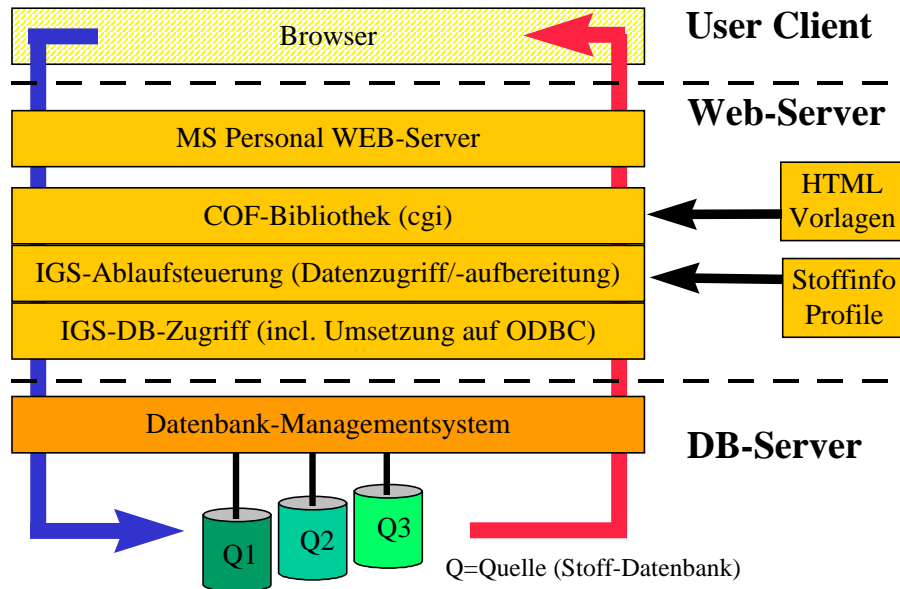 Browser
User Client
MS Personal WEB-Server
Web-Server
COF-Bibliothek (cgi)
HTML
Vorlagen
IGS-Ablaufsteuerung (Datenzugriff/-aufbereitung)
Stoffinfo
Profile
IGS-DB-Zugriff (incl. Umsetzung auf ODBC)
Datenbank-Managementsystem
DB-Server
Q1
Q2
Q3
Q=Quelle (Stoff-Datenbank)